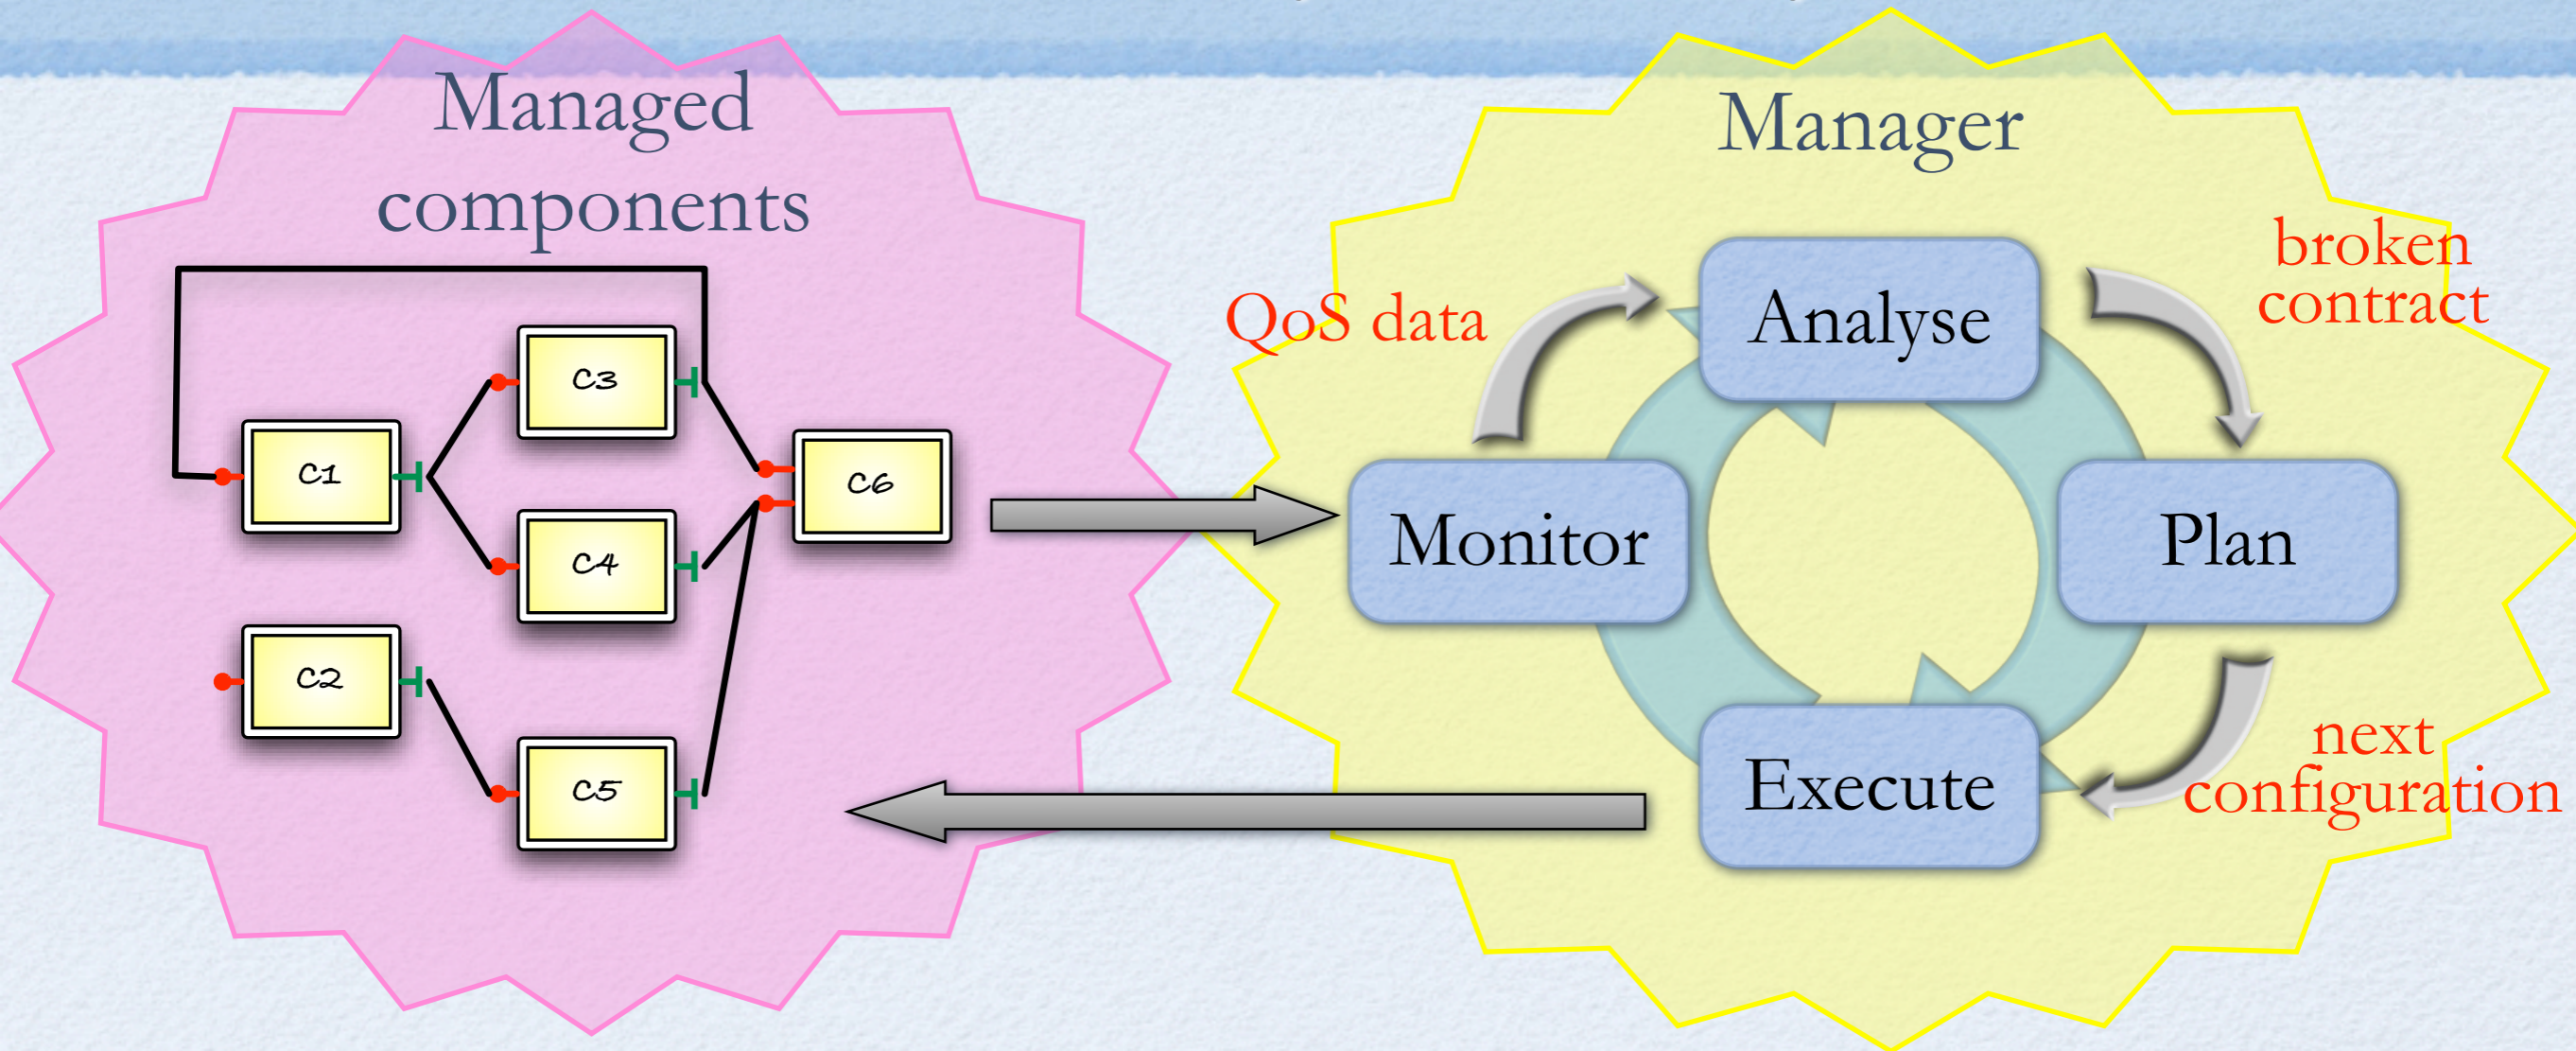 Managed
components
C1
C2
C3
C4
C5
C6
Manager
QoS data
Analyse
broken
contract
Monitor
Plan
Execute
next
configuration